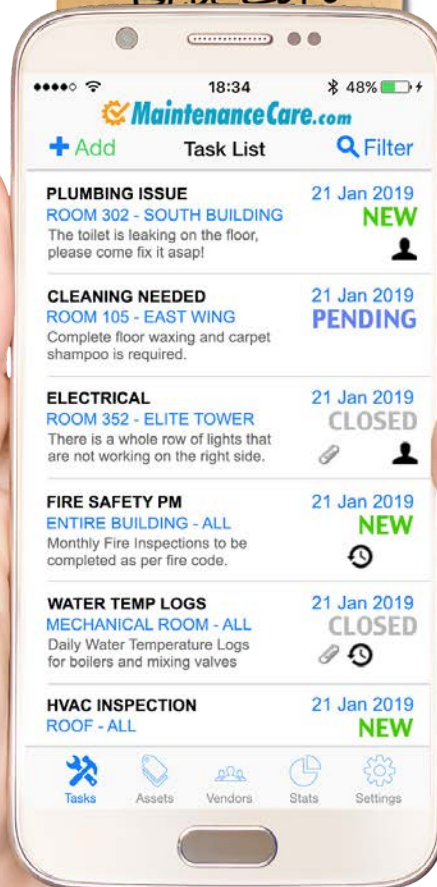 18:34
48%
MaintenanceCare.com
+ Add
Task List
Filter
PLUMBING ISSUE
21 Jan 2019
ROOM 302 - SOUTH BUILDING
NEW
The toilet is leaking on the floor,
please come fix it asap!
CLEANING NEEDED
21 Jan 2019
ROOM 105 - EAST WING
PENDING
Complete floor waxing and carpet
shampoo is required.
ELECTRICAL
21 Jan 2019
ROOM 352 - ELITE TOWER
CLOSED
There is a whole row of lights that
are not working on the right side.
FIRE SAFETY PM
21 Jan 2019
ENTIRE BUILDING - ALL
NEW
Monthly Fire Inspections to be
completed as per fire code.
WATER TEMP LOGS
21 Jan 2019
MECHANICAL ROOM - ALL
CLOSED
Daily Water Temperature Logs
for boilers and mixing valves
HVAC INSPECTION
21 Jan 2019
ROOF - ALL
NEW
Tasks
Assets
Vendors
Stats
Settings